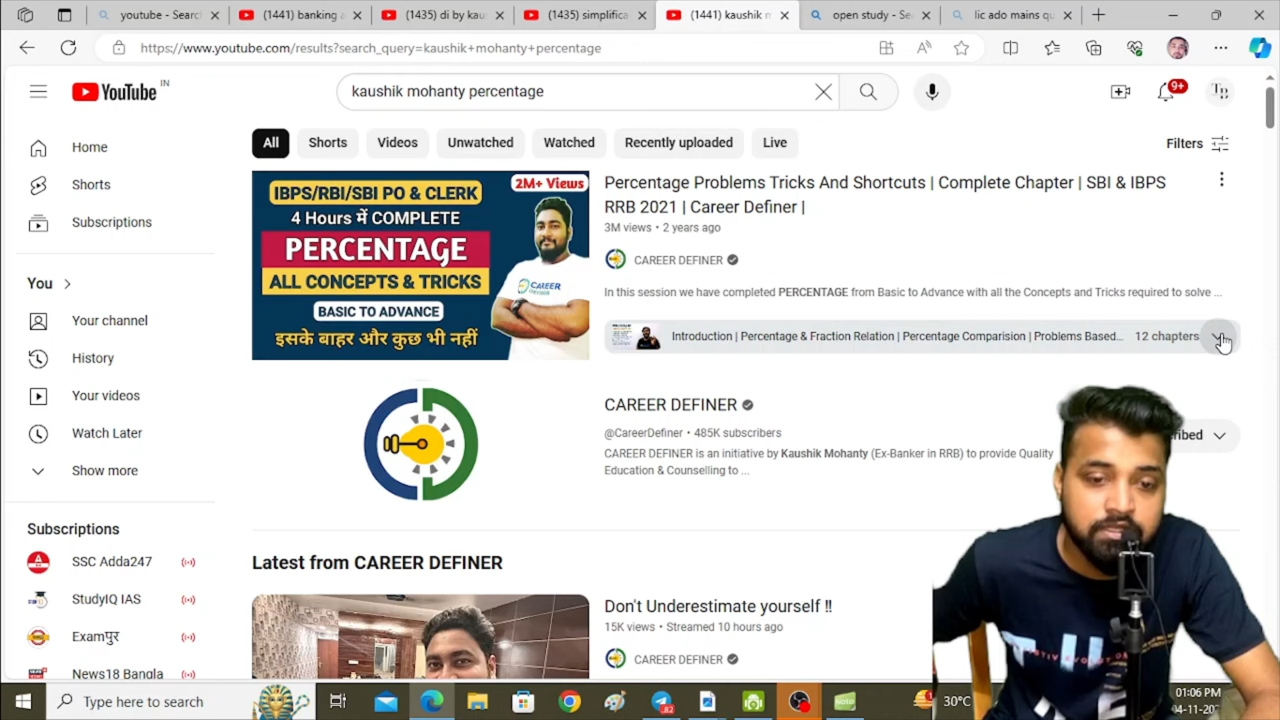 youtube - Sear
(1441) banking a
(1435) di by kau
(1435) simplifica
(1441) kaushik m
open study - Se
lic ado mains qu
https://www.youtube.com/results?search_query=kaushik+mohanty+percentage
YouTube IN
kaushik mohanty percentage
9+
Home
Shorts
Subscriptions
You
Your channel
History
Your videos
Watch Later
Show more
Subscriptions
SSC Adda247
StudyIQ IAS
Examपुर
News18 Bangla
All
Shorts
Videos
Unwatched
Watched
Recently uploaded
Live
Filters
IBPS/RBI/SBI PO & CLERK
2M+ Views
4 Hours में COMPLETE
PERCENTAGE
ALL CONCEPTS & TRICKS
BASIC TO ADVANCE
इसके बाहर और कुछ भी नहीं
CAREER
Percentage Problems Tricks And Shortcuts | Complete Chapter | SBI & IBPS
RRB 2021 | Career Definer |
3M views • 2 years ago
CAREER DEFINER
In this session we have completed PERCENTAGE from Basic to Advance with all the Concepts and Tricks required to solve ...
Introduction | Percentage & Fraction Relation | Percentage Comparision | Problems Based... 12 chapters
CAREER DEFINER
@CareerDefiner • 485K subscribers
CAREER DEFINER is an initiative by Kaushik Mohanty (Ex-Banker in RRB) to provide Quality
Education & Counselling to ...
ribed
Latest from CAREER DEFINER
Don't Underestimate yourself !!
15K views • Streamed 10 hours ago
CAREER DEFINER
Type here to search
82
30°C
01:06 PM
04-11-20